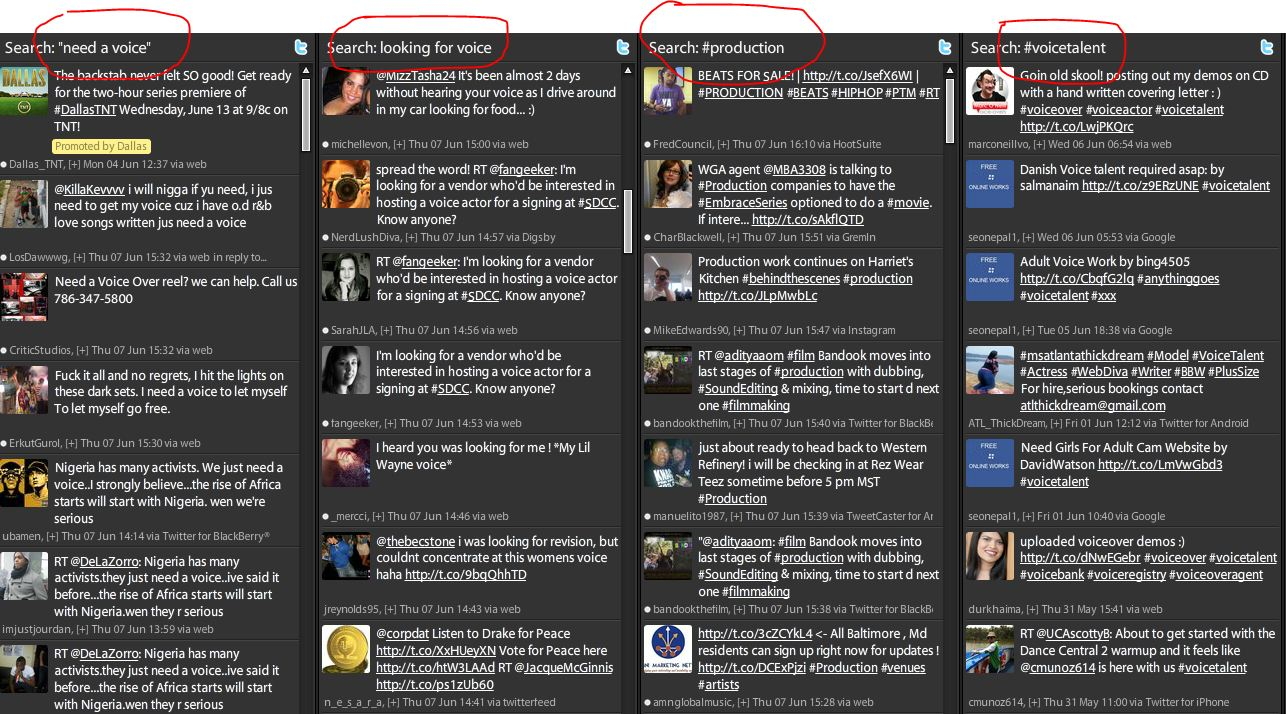 Search: "need a voice"
The backstab never felt SO good! Get ready
for the two-hour series premiere of
#DallasTNT Wednesday, June 13 at 9/8c on
TNT!
Promoted by Dallas
Dallas_TNT, [+] Mon 04 Jun 12:37 via web
@KillaKevvvv i will nigga if yu need, i jus
need to get my voice cuz i have o.d r&b
love songs written jus need a voice
LosDawwwg, [+] Thu 07 Jun 15:32 via web in reply to...
Need a Voice Over reel? we can help. Call us
786-347-5800
CriticStudios, [+] Thu 07 Jun 15:32 via web
Fuck it all and no regrets, I hit the lights on
these dark sets. I need a voice to let myself
To let myself go free.
ErkutGurol, [+] Thu 07 Jun 15:30 via web
Nigeria has many activists. We just need a
voice..I strongly believe...the rise of Africa
starts will start with Nigeria. wen we're
serious
ubamen, [+] Thu 07 Jun 14:14 via Twitter for BlackBerry®
RT @DeLaZorro: Nigeria has many
activists.they just need a voice..ive said it
before...the rise of Africa starts will start
with Nigeria.wen they r serious
imjustjourdan, [+] Thu 07 Jun 13:59 via web
RT @DeLaZorro: Nigeria has many
activists.they just need a voice..ive said it
before...the rise of Africa starts will start
with Nigeria.wen they r serious
Search: looking for voice
@MizzTasha24 It's been almost 2 days
without hearing your voice as I drive around
in my car looking for food... :)
michellevon, [+] Thu 07 Jun 15:00 via web
spread the word! RT @fangeeker: I'm
looking for a vendor who'd be interested in
hosting a voice actor for a signing at #SDCC.
Know anyone?
NerdLushDiva, [+] Thu 07 Jun 14:57 via Digsby
RT @fangeeker: I'm looking for a vendor
who'd be interested in hosting a voice actor
for a signing at #SDCC. Know anyone?
SarahJLA, [+] Thu 07 Jun 14:56 via web
I'm looking for a vendor who'd be
interested in hosting a voice actor for a
signing at #SDCC. Know anyone?
fangeeker, [+] Thu 07 Jun 14:53 via web
I heard you was looking for me ! *My Lil
Wayne voice*
_mercci, [+] Thu 07 Jun 14:46 via web
@thebecstone i was looking for revision, but
couldnt concentrate at this womens voice
haha http://t.co/9bqQhhTD
jreynolds95, [+] Thu 07 Jun 14:43 via web
@corpdat Listen to Drake for Peace
http://t.co/XxHUeyXN Vote for Peace here
http://t.co/htW3LAAd RT @JacqueMcGinnis
http://t.co/ps1zUb60
n_e_s_a_r_a, [+] Thu 07 Jun 14:41 via twitterfeed
Search: #production
BEATS FOR SALE! | http://t.co/JsefX6WI |
#PRODUCTION #BEATS #HIPHOP #PTM #RT
FredCouncil, [+] Thu 07 Jun 16:10 via HootSuite
WGA agent @MBA3308 is talking to
#Production companies to have the
#EmbraceSeries optioned to do a #movie.
If intere... http://t.co/sAkflQTD
CharBlackwell, [+] Thu 07 Jun 15:51 via GremIn
Production work continues on Harriet's
Kitchen #behindthescenes #production
http://t.co/JLpMwbLc
MikeEdwards90, [+] Thu 07 Jun 15:47 via Instagram
RT @adityaaom #film Bandook moves into
last stages of #production with dubbing,
#SoundEditing & mixing, time to start d next
one #filmmaking
bandookthefilm, [+] Thu 07 Jun 15:40 via Twitter for BlackBe
just about ready to head back to Western
Refinery! i will be checking in at Rez Wear
Teez sometime before 5 pm MST
#Production
manuelito1987, [+] Thu 07 Jun 15:39 via TweetCaster for Ar
"@adityaaom: #film Bandook moves into
last stages of #production with dubbing,
#SoundEditing & mixing, time to start d next
one #filmmaking
bandookthefilm, [+] Thu 07 Jun 15:38 via Twitter for BlackBe
http://t.co/3cZCYkL4 <- All Baltimore , Md
residents can sign up right now for updates !
http://t.co/DCExPjzi #Production #venues
#artists
amnglobalmusic, [+] Thu 07 Jun 15:28 via web
Search: #voicetalent
Goin old skool! posting out my demos on CD
with a hand written covering letter : )
#voiceover #voiceactor #voicetalent
http://t.co/LwjPKQrc
marconeillvo, [+] Wed 06 Jun 06:54 via web
FREE
ONLINE WORKS
Danish Voice talent required asap: by
salmanaim http://t.co/z9ERzUNE #voicetalent
seonepal1, [+] Wed 06 Jun 05:53 via Google
FREE
ONLINE WORKS
Adult Voice Work by bing4505
http://t.co/CbqfG2lq #anythinggoes
#voicetalent #xxx
seonepal1, [+] Tue 05 Jun 18:38 via Google
#msatlantathickdream #Model #VoiceTalent
#Actress #WebDiva #Writer #BBW #PlusSize
For hire,serious bookings contact
atlthickdream@gmail.com
ATL_ThickDream, [+] Fri 01 Jun 12:12 via Twitter for Android
FREE
ONLINE WORKS
Need Girls For Adult Cam Website by
DavidWatson http://t.co/LmVwGbd3
#voicetalent
seonepal1, [+] Fri 01 Jun 10:40 via Google
uploaded voiceover demos :)
http://t.co/dNwEGebr #voiceover #voicetalent
#voicebank #voiceregistry #voiceoveragent
durkhaima, [+] Thu 31 May 15:41 via web
RT @UCAscottyB: About to get started with the
Dance Central 2 warmup and it feels like
@cmunoz614 is here with us #voicetalent
cmunoz614, [+] Thu 31 May 11:00 via Twitter for iPhone